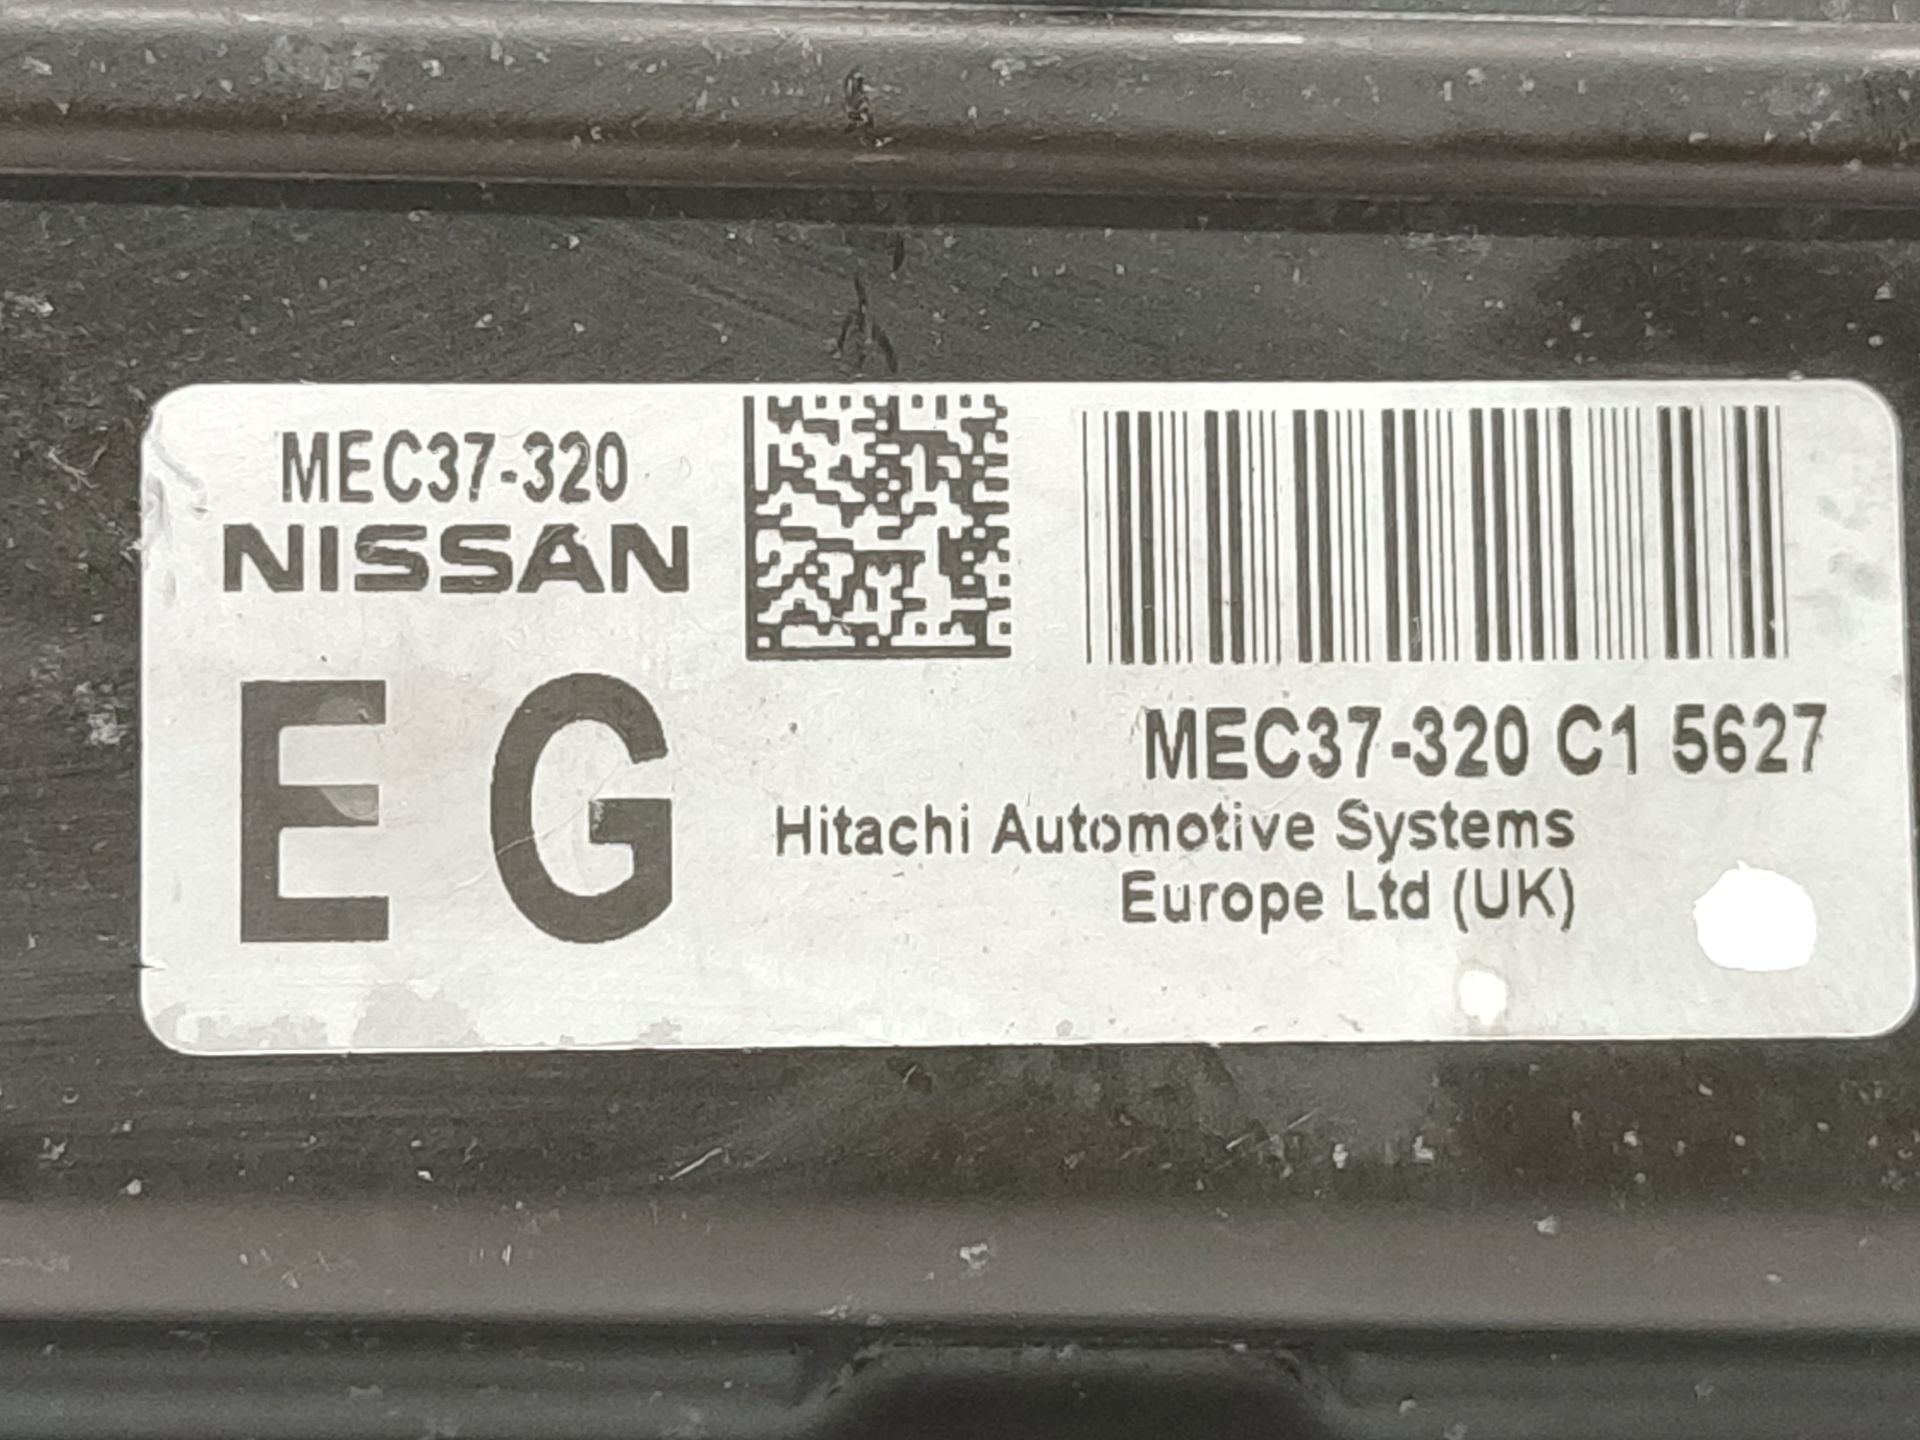 MEC37-320
NISSAN
E G
MEC37-320 C1 5627
Hitachi Automotive Systems
Europe Ltd (UK)